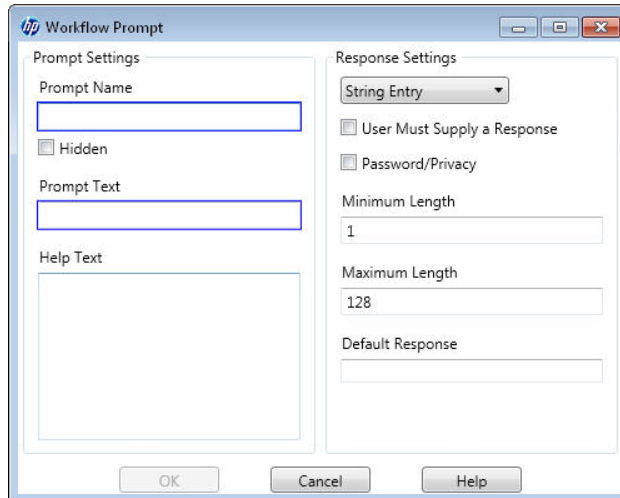 hp Workflow Prompt
Prompt Settings
Prompt Name
Hidden
Prompt Text
Help Text
Response Settings
String Entry
User Must Supply a Response
Password/Privacy
Minimum Length
1
Maximum Length
128
Default Response
OK
Cancel
Help